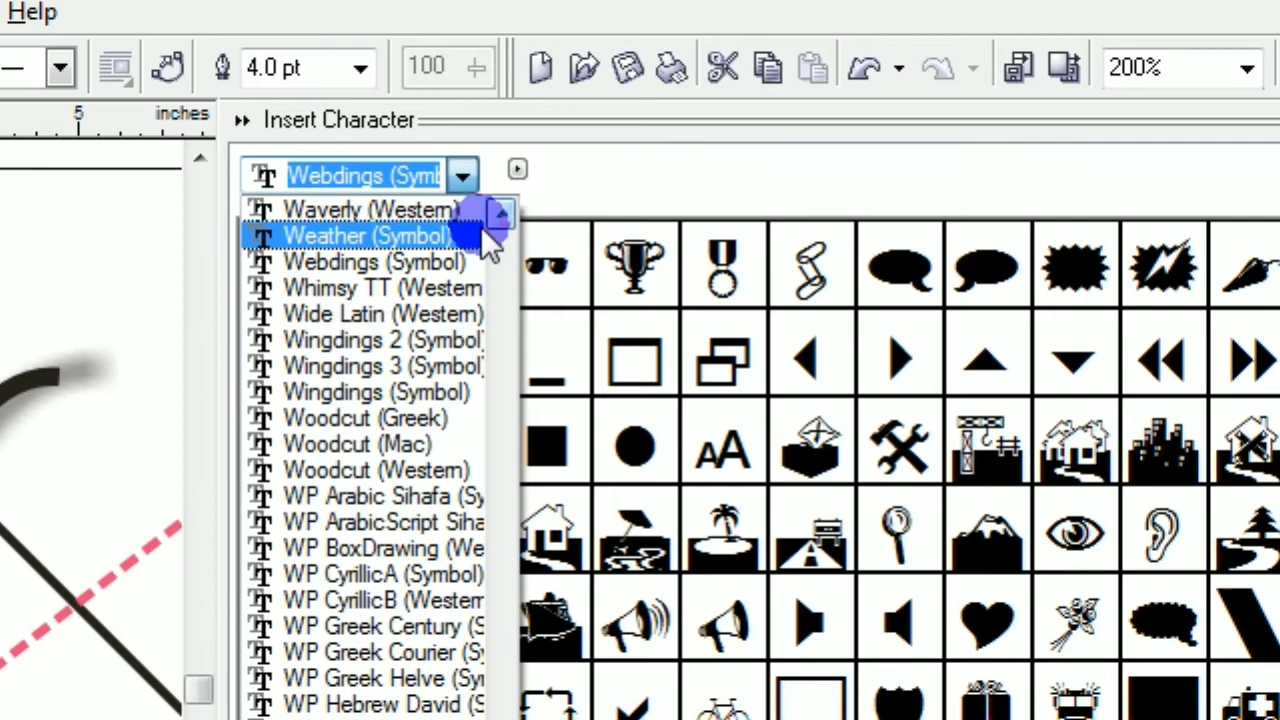 Help
4.0 pt
100
200%
5 inches
Insert Character
Webdings (Symb
Waverly (Western)
Weather (Symbol)
Webdings (Symbol)
Whimsy TT (Western
Wide Latin (Western)
Wingdings 2 (Symbol)
Wingdings 3 (Symbol)
Wingdings (Symbol)
Woodcut (Greek)
Woodcut (Mac)
Woodcut (Western)
WP Arabic Sihafa (Sy
WP ArabicScript Siha
WP BoxDrawing (We
WP CyrillicA (Symbol)
WP CyrillicB (Western
WP Greek Century (S
WP Greek Courier (S
WP Greek Helve (Syr
WP Hebrew David (S
AA